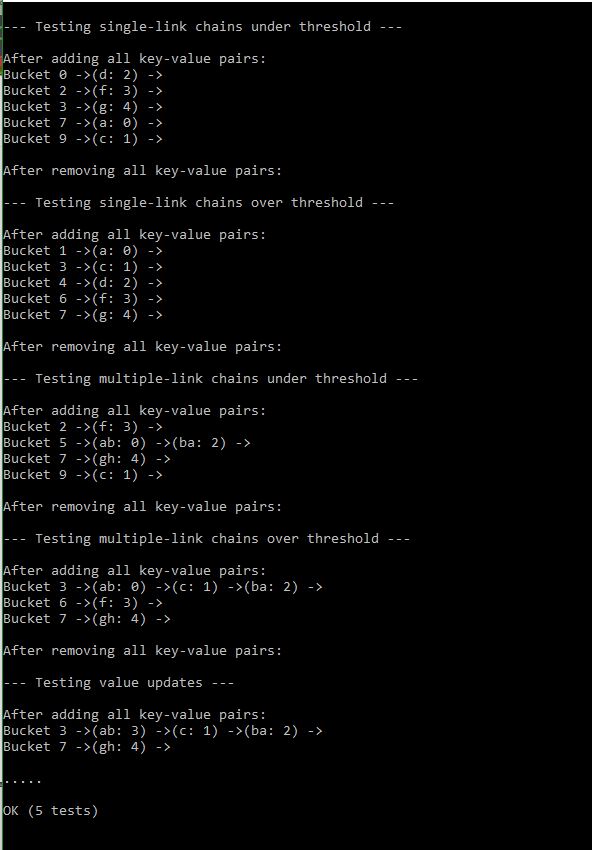 --- Testing single-link chains under threshold ---
After adding all key-value pairs:
Bucket 0 ->(d: 2) ->
Bucket 2 ->(f: 3) ->
Bucket 3 ->(g: 4) ->
Bucket 7 ->(a: 0) ->
Bucket 9 ->(c: 1) ->
After removing all key-value pairs:
--- Testing single-link chains over threshold ---
After adding all key-value pairs:
Bucket 1 ->(a: 0) ->
Bucket 3 ->(c: 1) ->
Bucket 4 ->(d: 2) ->
Bucket 6 ->(f: 3) ->
Bucket 7 ->(g: 4) ->
After removing all key-value pairs:
--- Testing multiple-link chains under threshold ---
After adding all key-value pairs:
Bucket 2 ->(f: 3) ->
Bucket 5 ->(ab: 0) ->(ba: 2) ->
Bucket 7 ->(gh: 4) ->
Bucket 9 ->(c: 1) ->
After removing all key-value pairs:
--- Testing multiple-link chains over threshold ---
After adding all key-value pairs:
Bucket 3 ->(ab: 0) ->(c: 1) ->(ba: 2) ->
Bucket 6 ->(f: 3) ->
Bucket 7 ->(gh: 4) ->
After removing all key-value pairs:
--- Testing value updates ---
After adding all key-value pairs:
Bucket 3 ->(ab: 3) ->(c: 1) ->(ba: 2) ->
Bucket 7 ->(gh: 4) ->
.....
OK (5 tests)